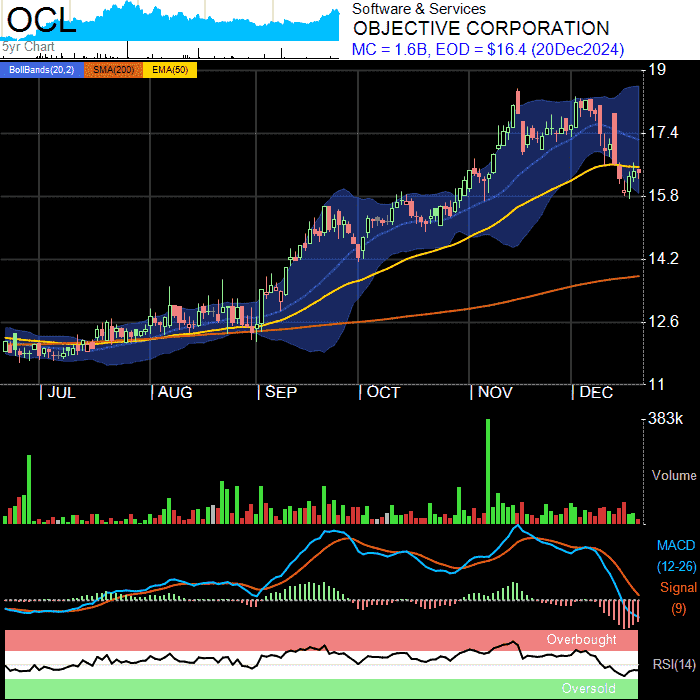 OCL
5yr Chart
Software & Services
OBJECTIVE CORPORATION
MC = 1.6B, EOD = $16.4 (20Dec2024)
BollBands(20,2) SMA(200) EMA(50)
19
17.4
15.8
14.2
12.6
11
JUL AUG SEP OCT NOV DEC
383k
Volume
MACD
(12-26)
Signal
(9)
Overbought
RSI(14)
Oversold